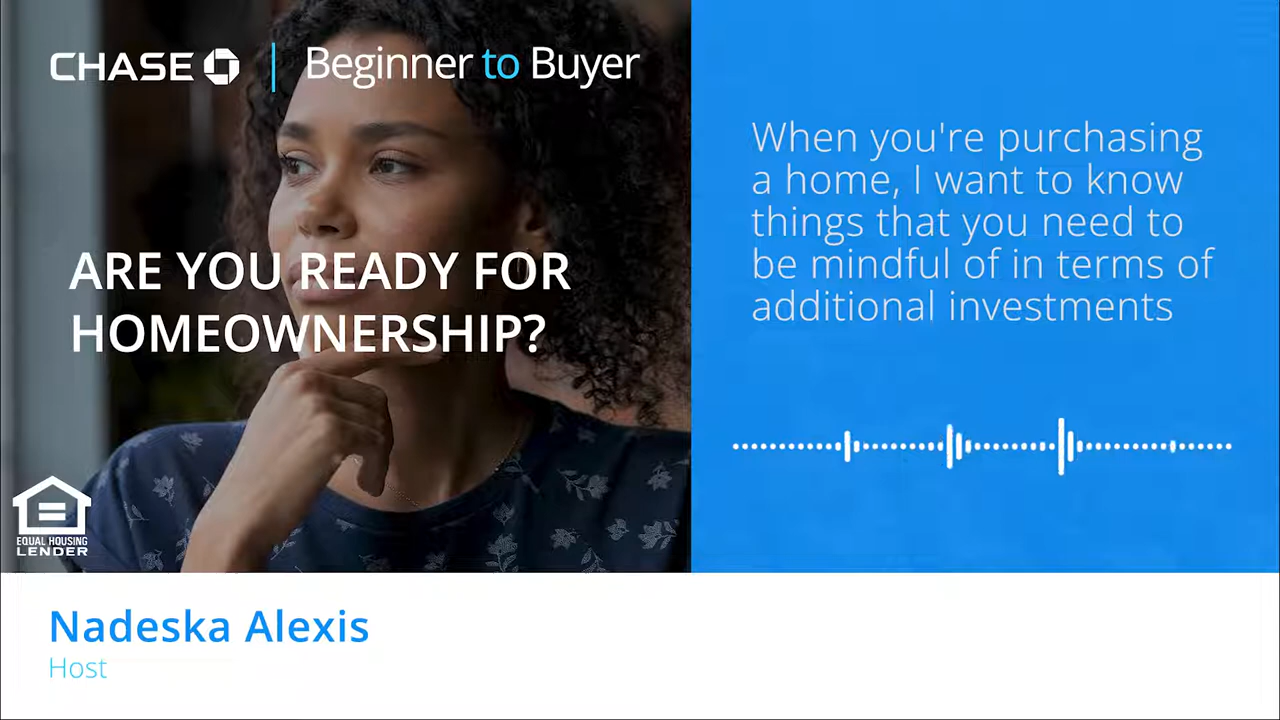 CHASE
Beginner to Buyer
ARE YOU READY FOR
HOMEOWNERSHIP?
EQUAL HOUSING
LENDER
When you're purchasing
a home, I want to know
things that you need to
be mindful of in terms of
additional investments
Nadeska Alexis
Host